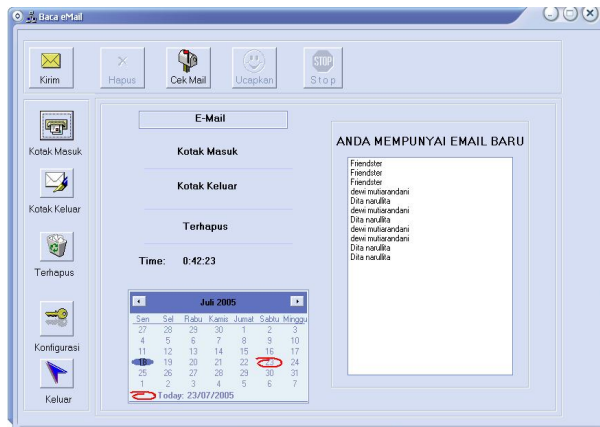 Baca eMail
Kirim
Hapus
Cek Mail
Ucapkan
STOP
Stop
Kotak Masuk
Kotak Keluar
Terhapus
Konfigurasi
Keluar
E-Mail
Kotak Masuk
Kotak Keluar
Terhapus
Time: 0:42:23
Juli 2005
Sen Sel Rabu Kamis Jumat Sabtu Minggu
27 28 29 30 1 2 3
4 5 6 7 8 9 10
11 12 13 14 15 16 17
18 19 20 21 22 23 24
25 26 27 28 29 30 31
1 2 3 4 5 6 7
Today: 23/07/2005
ANDA MEMPUNYAI EMAIL BARU
Friendster
Friendster
Friendster
dewi mutiarandani
Dita narullita
dewi mutiarandani
Dita narullita
dewi mutiarandani
dewi mutiarandani
Dita narullita
Dita narullita